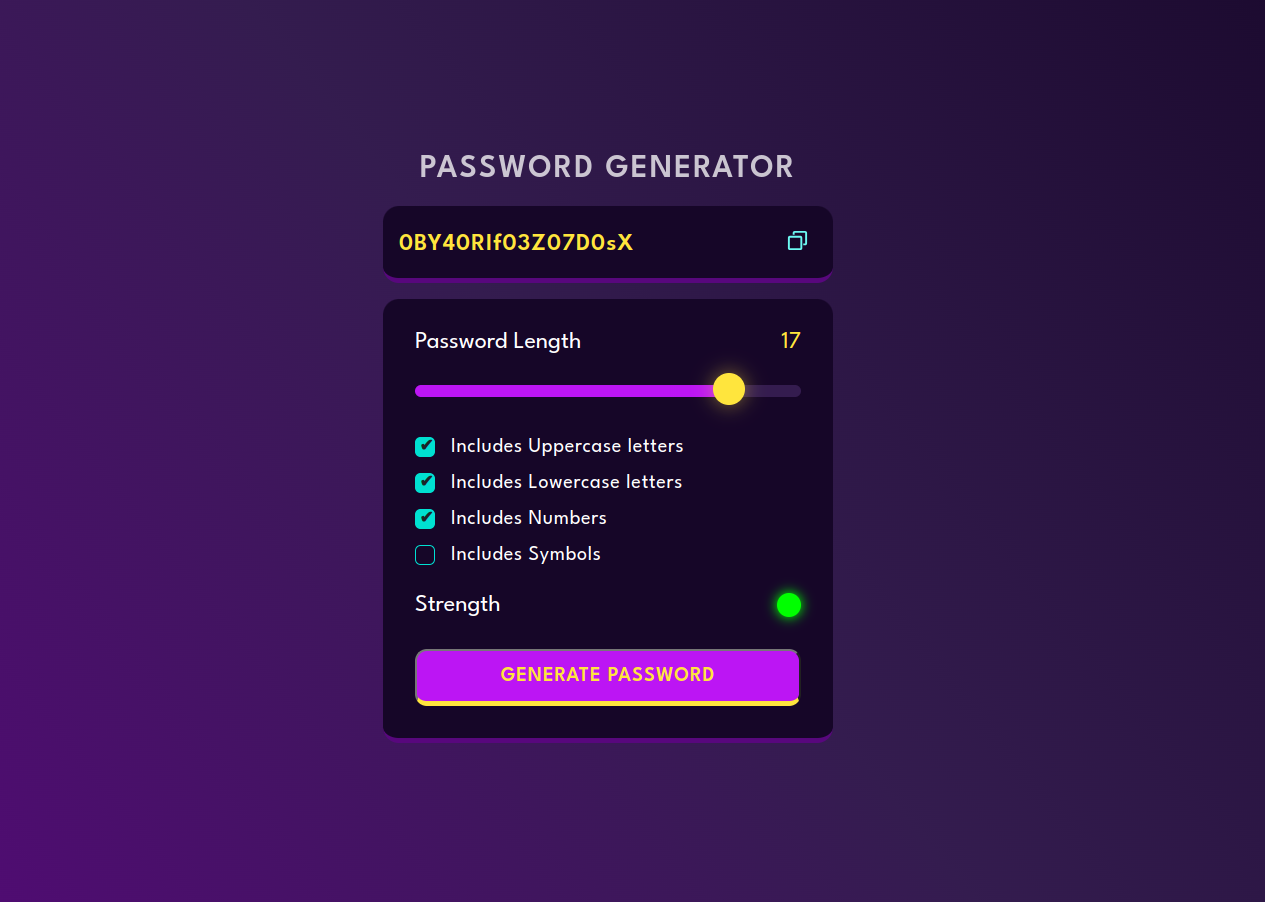 PASSWORD GENERATOR
0BY40RIf03Z07D0sX
Password Length 17
Includes Uppercase letters
Includes Lowercase letters
Includes Numbers
Includes Symbols
Strength
GENERATE PASSWORD